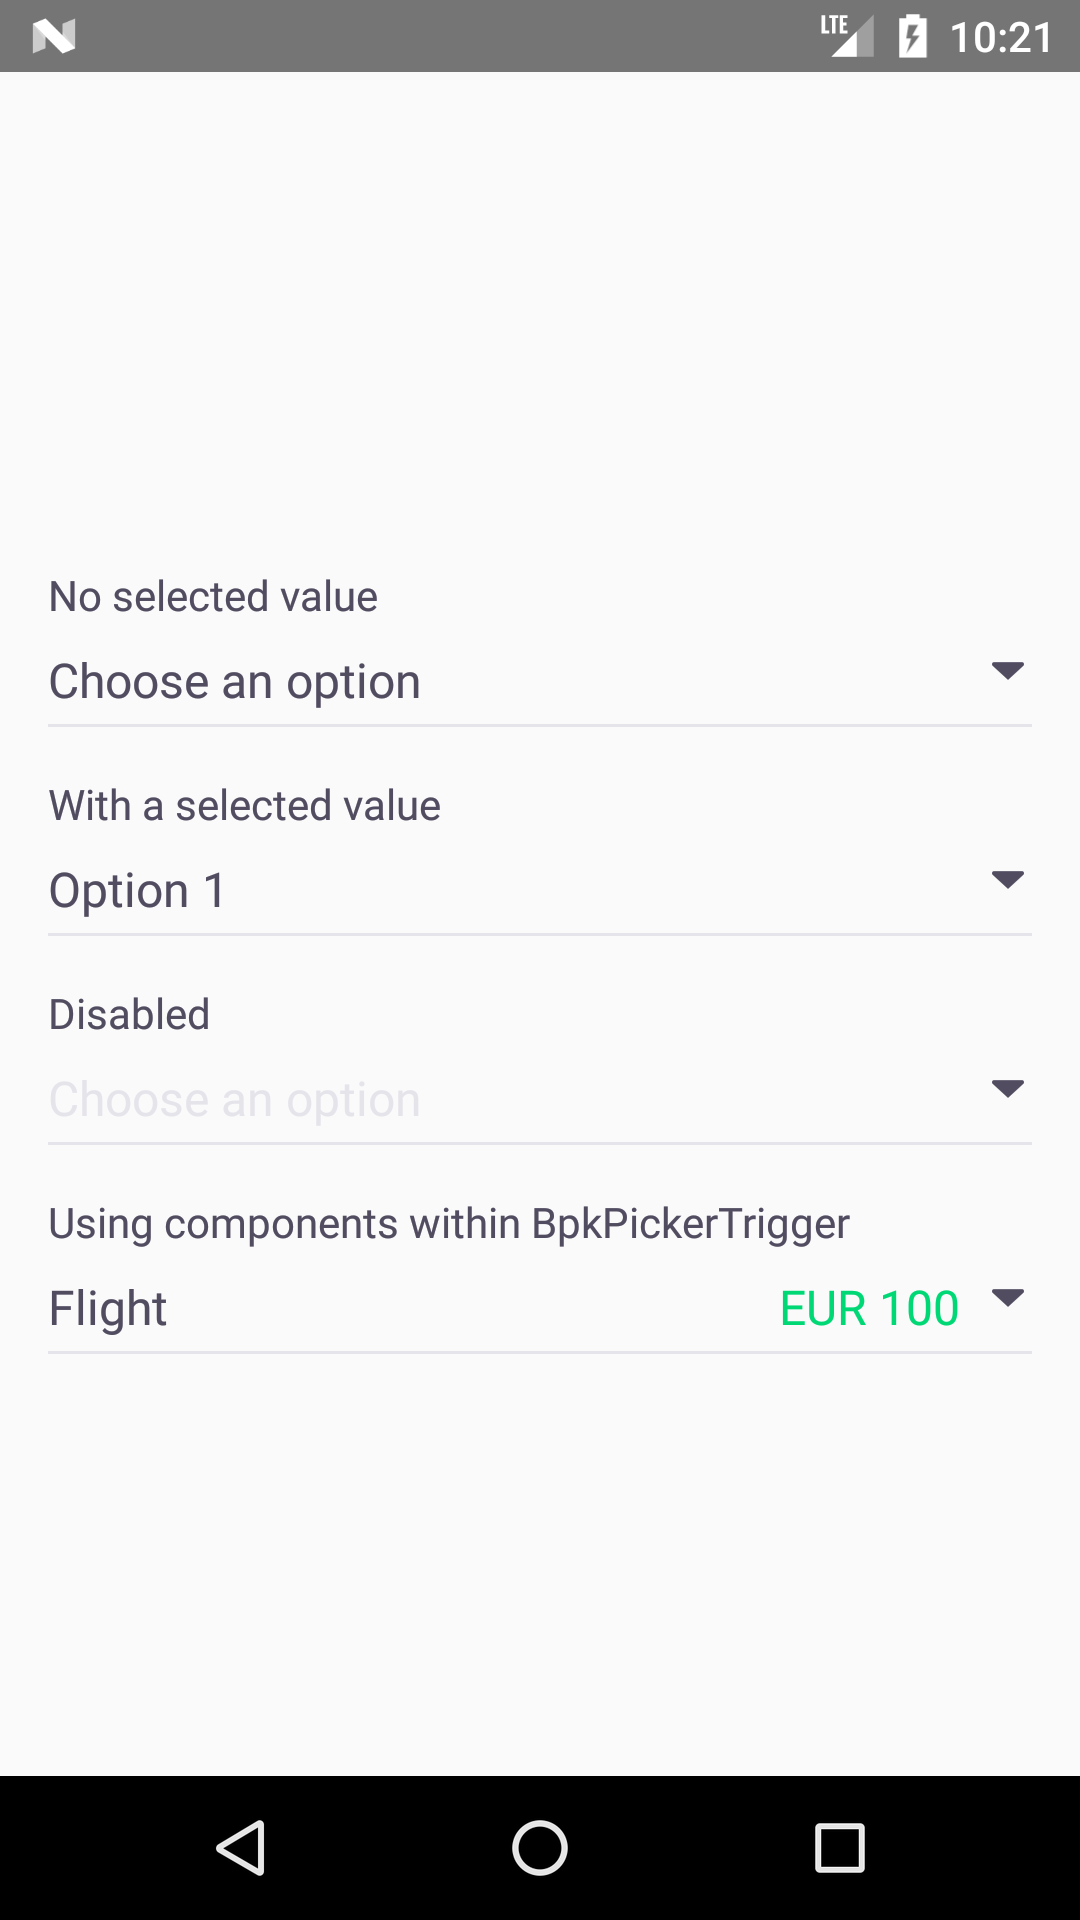 LTE 10:21
No selected value
Choose an option
With a selected value
Option 1
Disabled
Choose an option
Using components within BpkPickerTrigger
Flight EUR 100